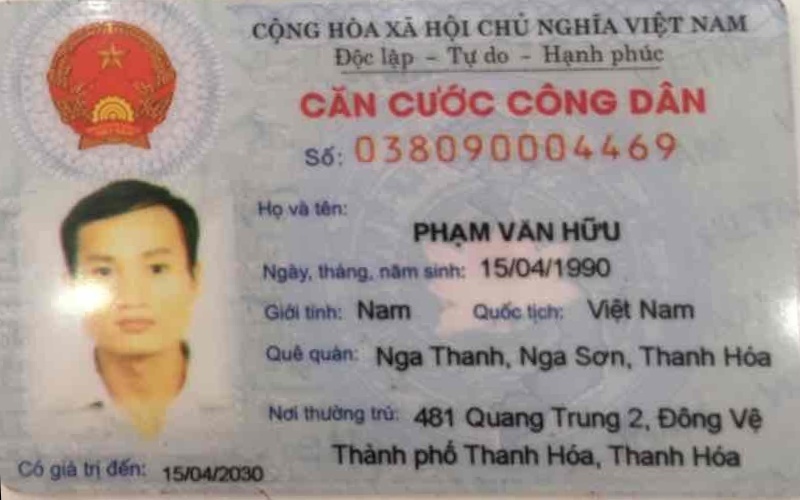 CỘNG HÒA XÃ HỘI CHỦ NGHĨA VIỆT NAM
Độc lập – Tự do – Hạnh phúc
CĂN CƯỚC CÔNG DÂN
Số: 038090004469
Họ và tên:
PHẠM VĂN HỮU
Ngày, tháng, năm sinh: 15/04/1990
Giới tính: Nam Quốc tịch: Việt Nam
Quê quán: Nga Thanh, Nga Sơn, Thanh Hóa
Nơi thường trú: 481 Quang Trung 2, Đông Vệ
Thành phố Thanh Hóa, Thanh Hóa
Có giá trị đến: 15/04/2030